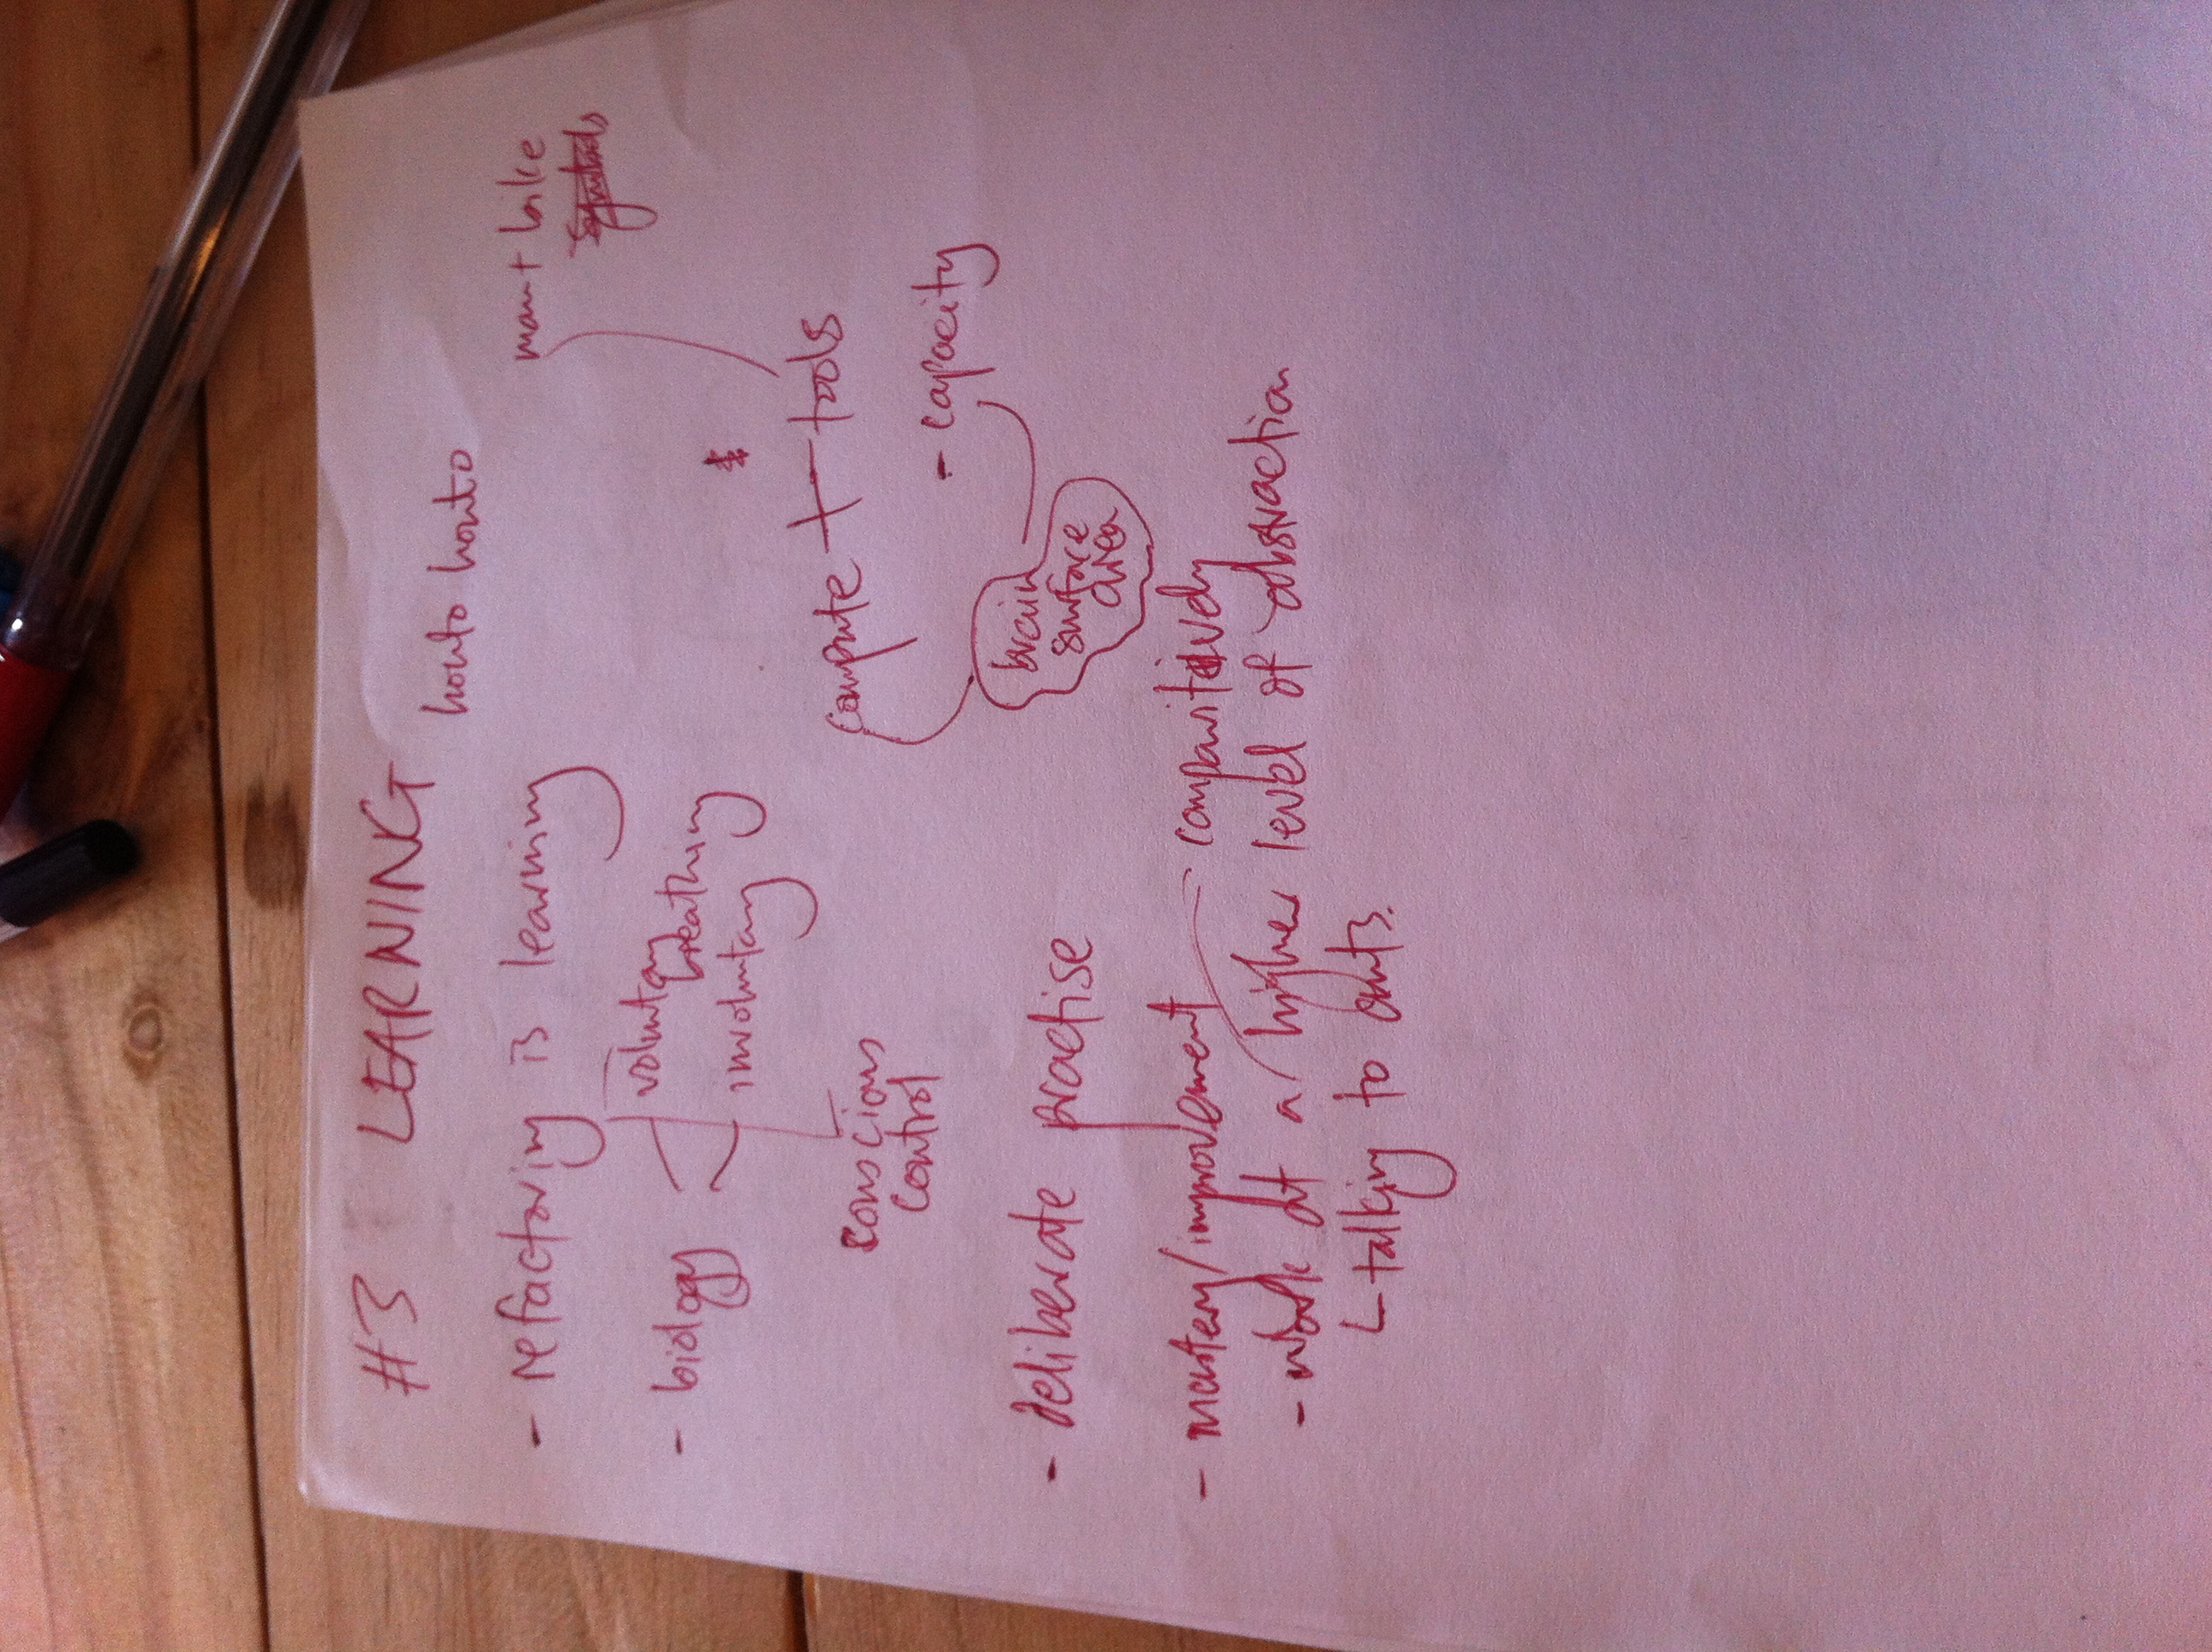 #3 LEARNING
howto howto
- refactoring is learning
man + bike
- biology
voluntary
breathing
involuntary
conscious
control
compute + tools
- capacity
brain
surface
area
- deliberate practise
- mastery/improvement
comparitively
- work at a higher level of abstraction
talking to ants.